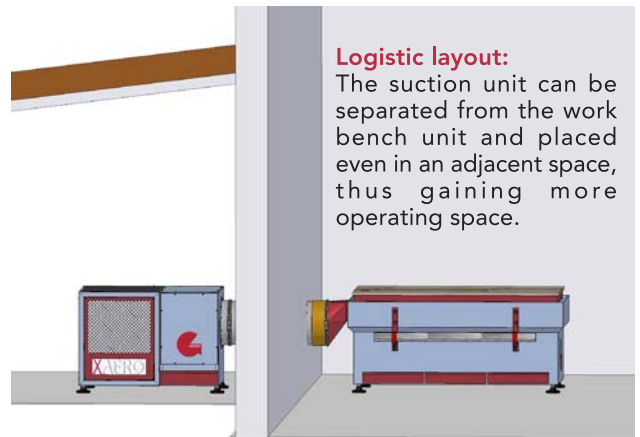 Logistic layout:
The suction unit can be
separated from the work
bench unit and placed
even in an adjacent space,
thus gaining more
operating space.
XAERO